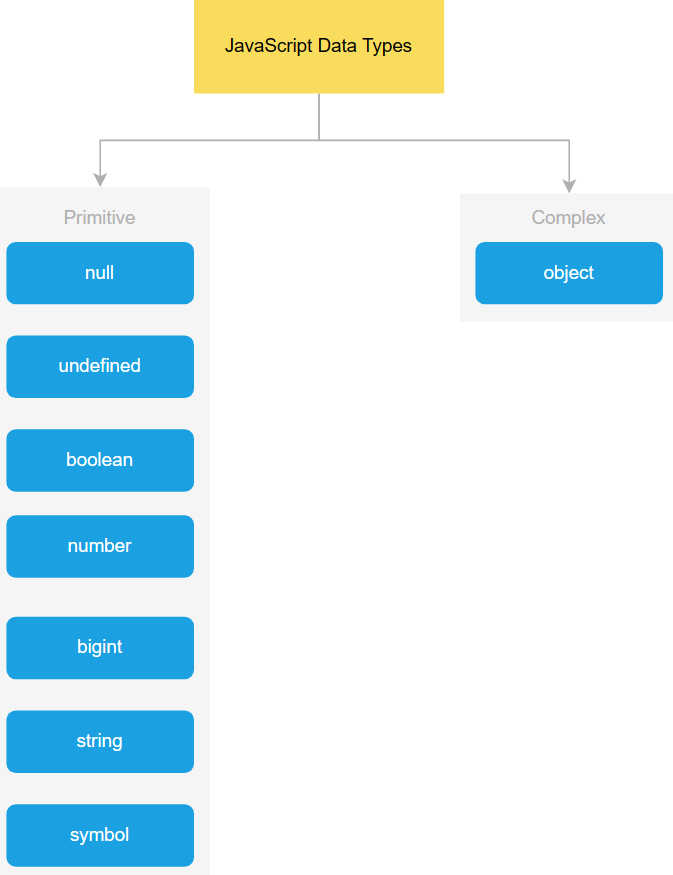 JavaScript Data Types
Primitive
null
undefined
boolean
number
bigint
string
symbol
Complex
object